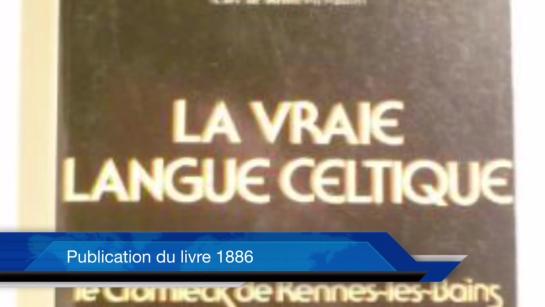 LA VRAIE
LANGUE CELTIQUE
Publication du livre 1886
le Cromleck de Rennes-les-Bains